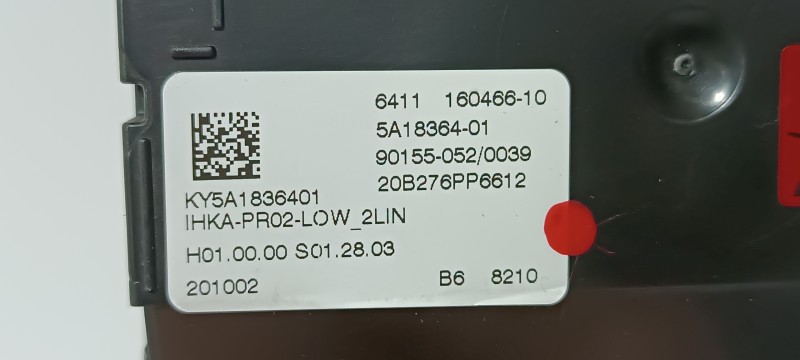 6411 160466-10
5A18364-01
90155-052/0039
20B276PP6612
KY5A1836401
IHKA-PR02-LOW_2LIN
H01.00.00 S01.28.03
201002 B6 8210